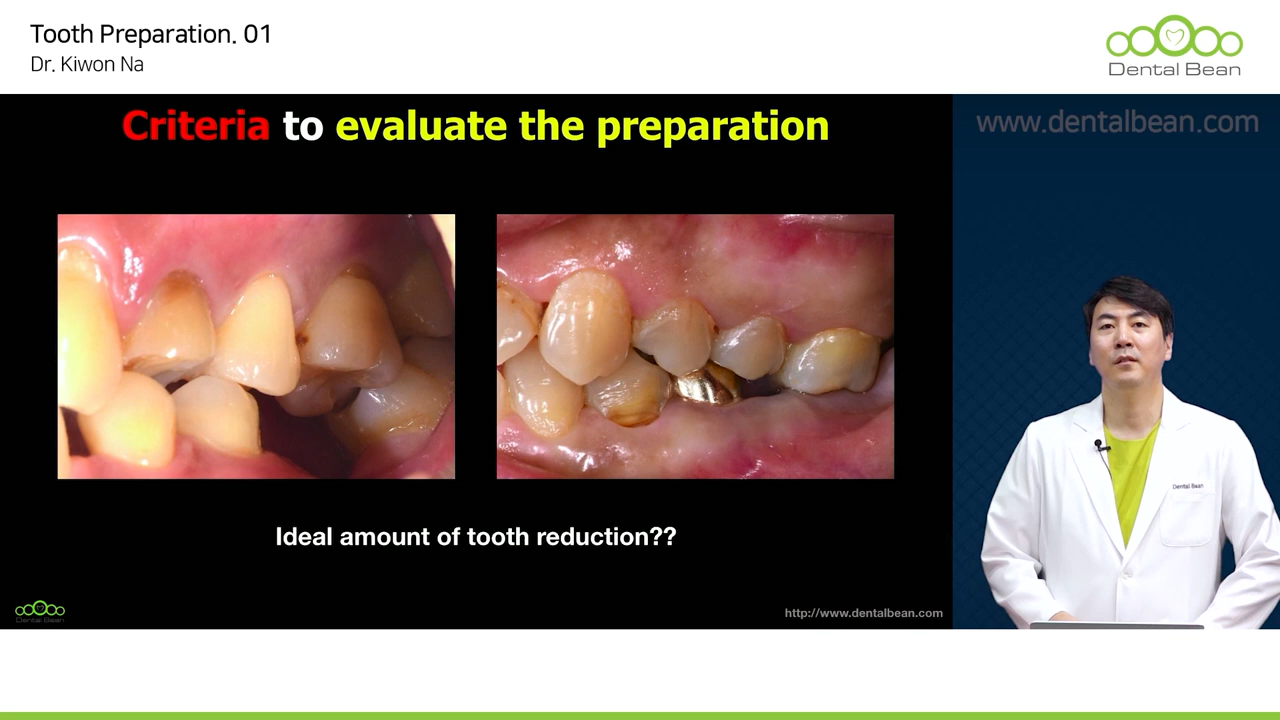 Tooth Preparation. 01
Dr. Kiwon Na
Dental Bean
www.dentalbean.com
Criteria to evaluate the preparation
Dental Bean
Ideal amount of tooth reduction??
Dental Bean
http://www.dentalbean.com